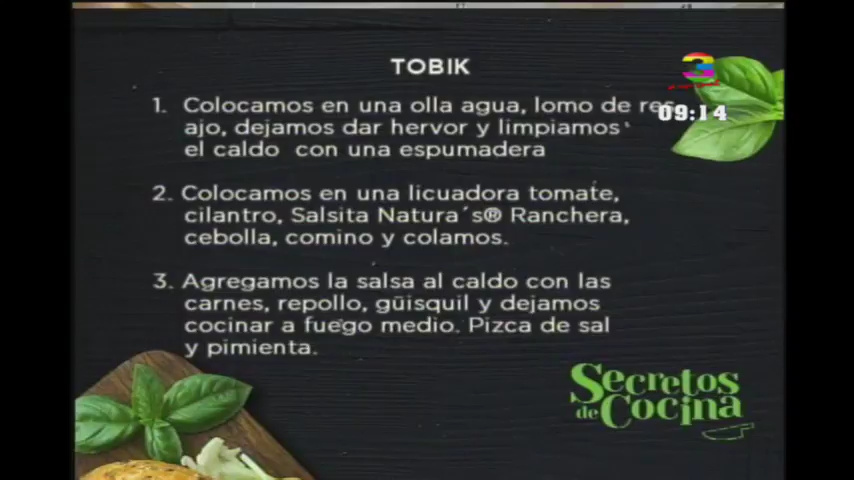 TOBIK
3
1. Colocamos en una olla agua, lomo de res
09:14
ajo, dejamos dar hervor y limpiamos
el caldo con una espumadera
2. Colocamos en una licuadora tomate,
cilantro, Salsita Natura´s® Ranchera,
cebolla, comino y colamos.
3. Agregamos la salsa al caldo con las
carnes, repollo, güisquil y dejamos
cocinar a fuego medio. Pizca de sal
y pimienta.
Secretos
de Cocina